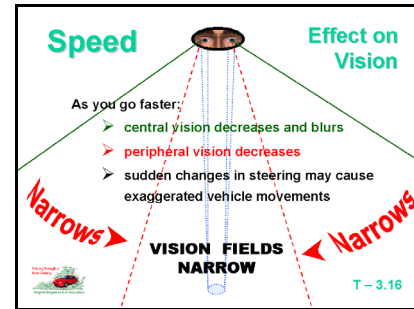 Speed
Effect on
Vision
As you go faster:
central vision decreases and blurs
peripheral vision decreases
sudden changes in steering may cause
exaggerated vehicle movements
Narrows
Narrows
VISION FIELDS
NARROW
T – 3.16